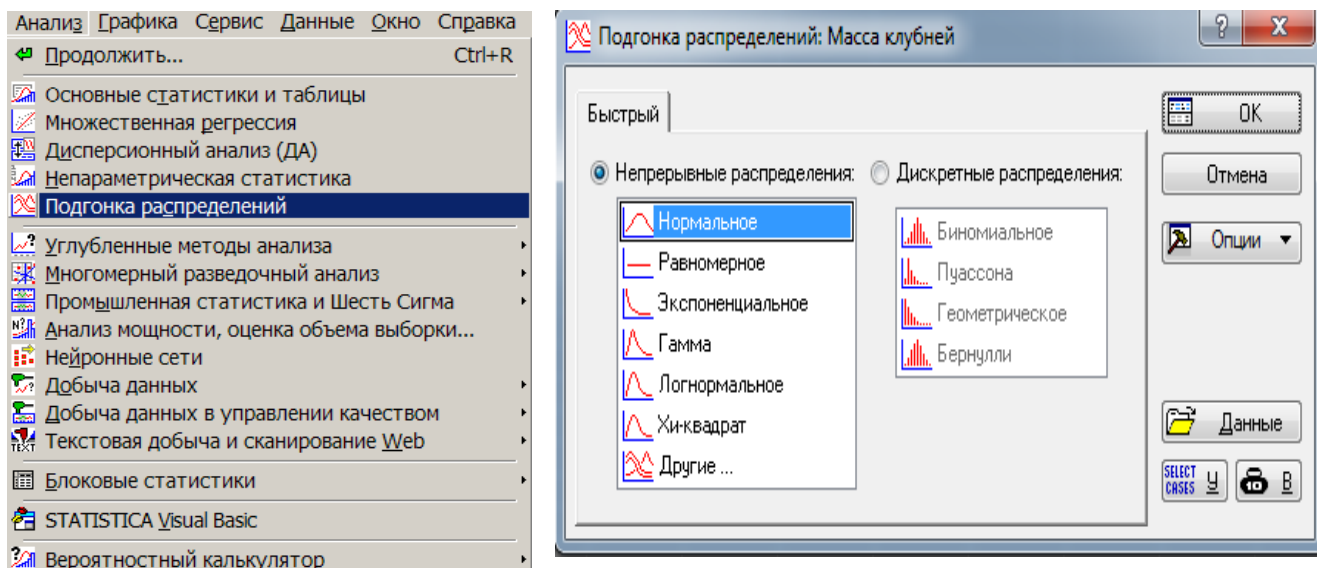 Анализ Графика Сервис Данные Окно Справка
Продолжить... Ctrl+R
Основные статистики и таблицы
Множественная регрессия
Дисперсионный анализ (ДА)
Непараметрическая статистика
Подгонка распределений
Углубленные методы анализа
Многомерный разведочный анализ
Промышленная статистика и Шесть Сигма
Анализ мощности, оценка объема выборки...
Нейронные сети
Добыча данных
Добыча данных в управлении качеством
Текстовая добыча и сканирование Web
Блоковые статистики
STATISTICA Visual Basic
Вероятностный калькулятор
Подгонка распределений: Масса клубней
Быстрый
Непрерывные распределения: Дискретные распределения:
Нормальное
Равномерное
Экспоненциальное
Гамма
Логнормальное
Хи-квадрат
Другие ...
Биномиальное
Пуассона
Геометрическое
Бернулли
OK
Отмена
Опции
Данные
SELECT CASES У В